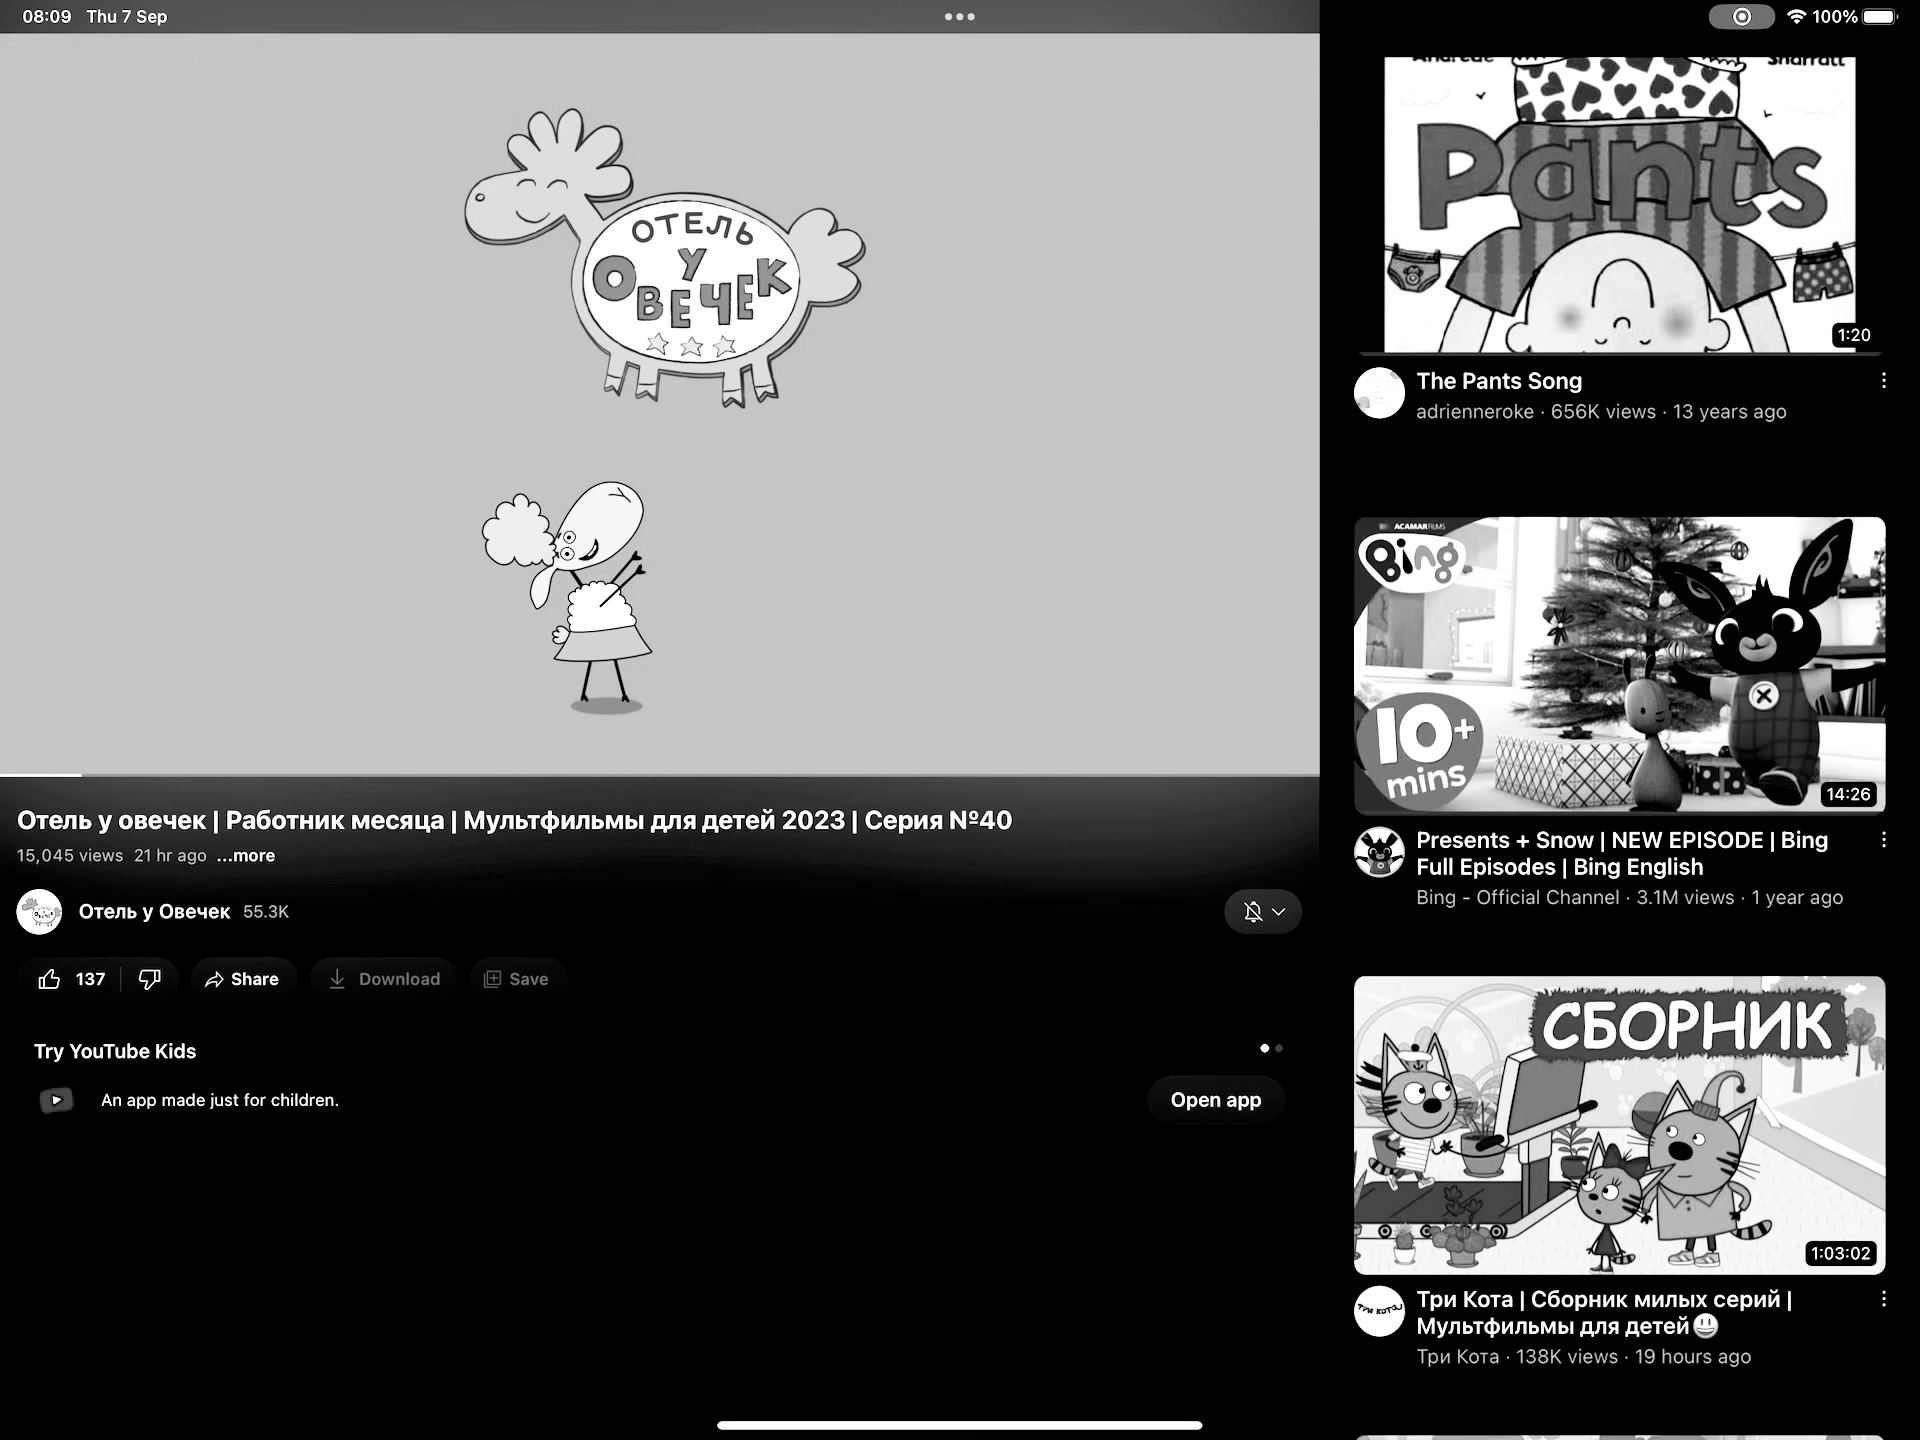 08:09 Thu 7 Sep
100%
ОТЕЛЬ
У
ОВЕЧЕК
Отель у овечек | Работник месяца | Мультфильмы для детей 2023 | Серия №40
15,045 views 21 hr ago ...more
Отель у Овечек 55.3K
137
Share
Download
Save
Try YouTube Kids
An app made just for children.
Open app
Andreae
Sharratt
Pants
1:20
The Pants Song
adrienneroke · 656K views · 13 years ago
ACAMARFILMS
Bing
10+
mins
14:26
Presents + Snow | NEW EPISODE | Bing
Full Episodes | Bing English
Bing - Official Channel · 3.1M views · 1 year ago
СБОРНИК
1:03:02
ТРИ КОТА
Три Кота | Сборник милых серий |
Мультфильмы для детей😃
Три Кота · 138K views · 19 hours ago